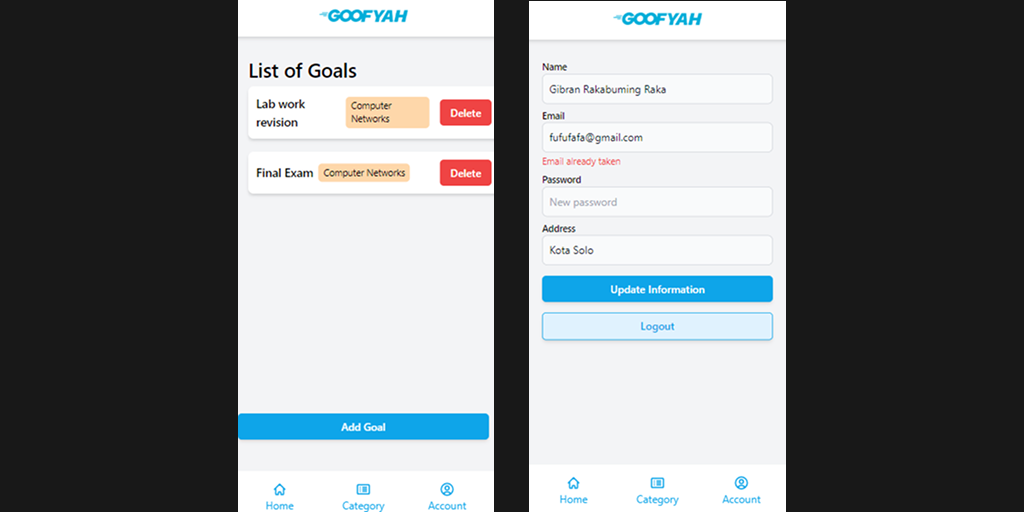 GOOFYAH
List of Goals
Lab work
revision
Computer
Networks
Delete
Final Exam
Computer Networks
Delete
Add Goal
Home
Category
Account
GOOFYAH
Name
Gibran Rakabuming Raka
Email
fufufafa@gmail.com
Email already taken
Password
New password
Address
Kota Solo
Update Information
Logout
Home
Category
Account